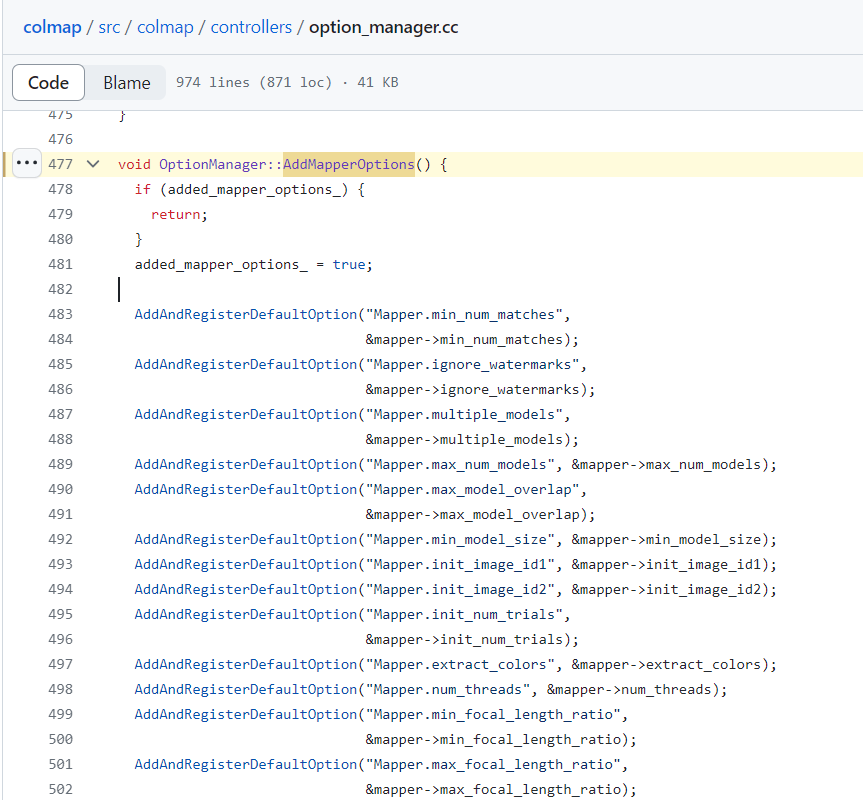 colmap / src / colmap / controllers / option_manager.cc
Code Blame 974 lines (871 loc) · 41 KB
475 }
476
477 void OptionManager::AddMapperOptions() {
478 if (added_mapper_options_) {
479 return;
480 }
481 added_mapper_options_ = true;
482
483 AddAndRegisterDefaultOption("Mapper.min_num_matches",
484 &mapper->min_num_matches);
485 AddAndRegisterDefaultOption("Mapper.ignore_watermarks",
486 &mapper->ignore_watermarks);
487 AddAndRegisterDefaultOption("Mapper.multiple_models",
488 &mapper->multiple_models);
489 AddAndRegisterDefaultOption("Mapper.max_num_models", &mapper->max_num_models);
490 AddAndRegisterDefaultOption("Mapper.max_model_overlap",
491 &mapper->max_model_overlap);
492 AddAndRegisterDefaultOption("Mapper.min_model_size", &mapper->min_model_size);
493 AddAndRegisterDefaultOption("Mapper.init_image_id1", &mapper->init_image_id1);
494 AddAndRegisterDefaultOption("Mapper.init_image_id2", &mapper->init_image_id2);
495 AddAndRegisterDefaultOption("Mapper.init_num_trials",
496 &mapper->init_num_trials);
497 AddAndRegisterDefaultOption("Mapper.extract_colors", &mapper->extract_colors);
498 AddAndRegisterDefaultOption("Mapper.num_threads", &mapper->num_threads);
499 AddAndRegisterDefaultOption("Mapper.min_focal_length_ratio",
500 &mapper->min_focal_length_ratio);
501 AddAndRegisterDefaultOption("Mapper.max_focal_length_ratio",
502 &mapper->max_focal_length_ratio);